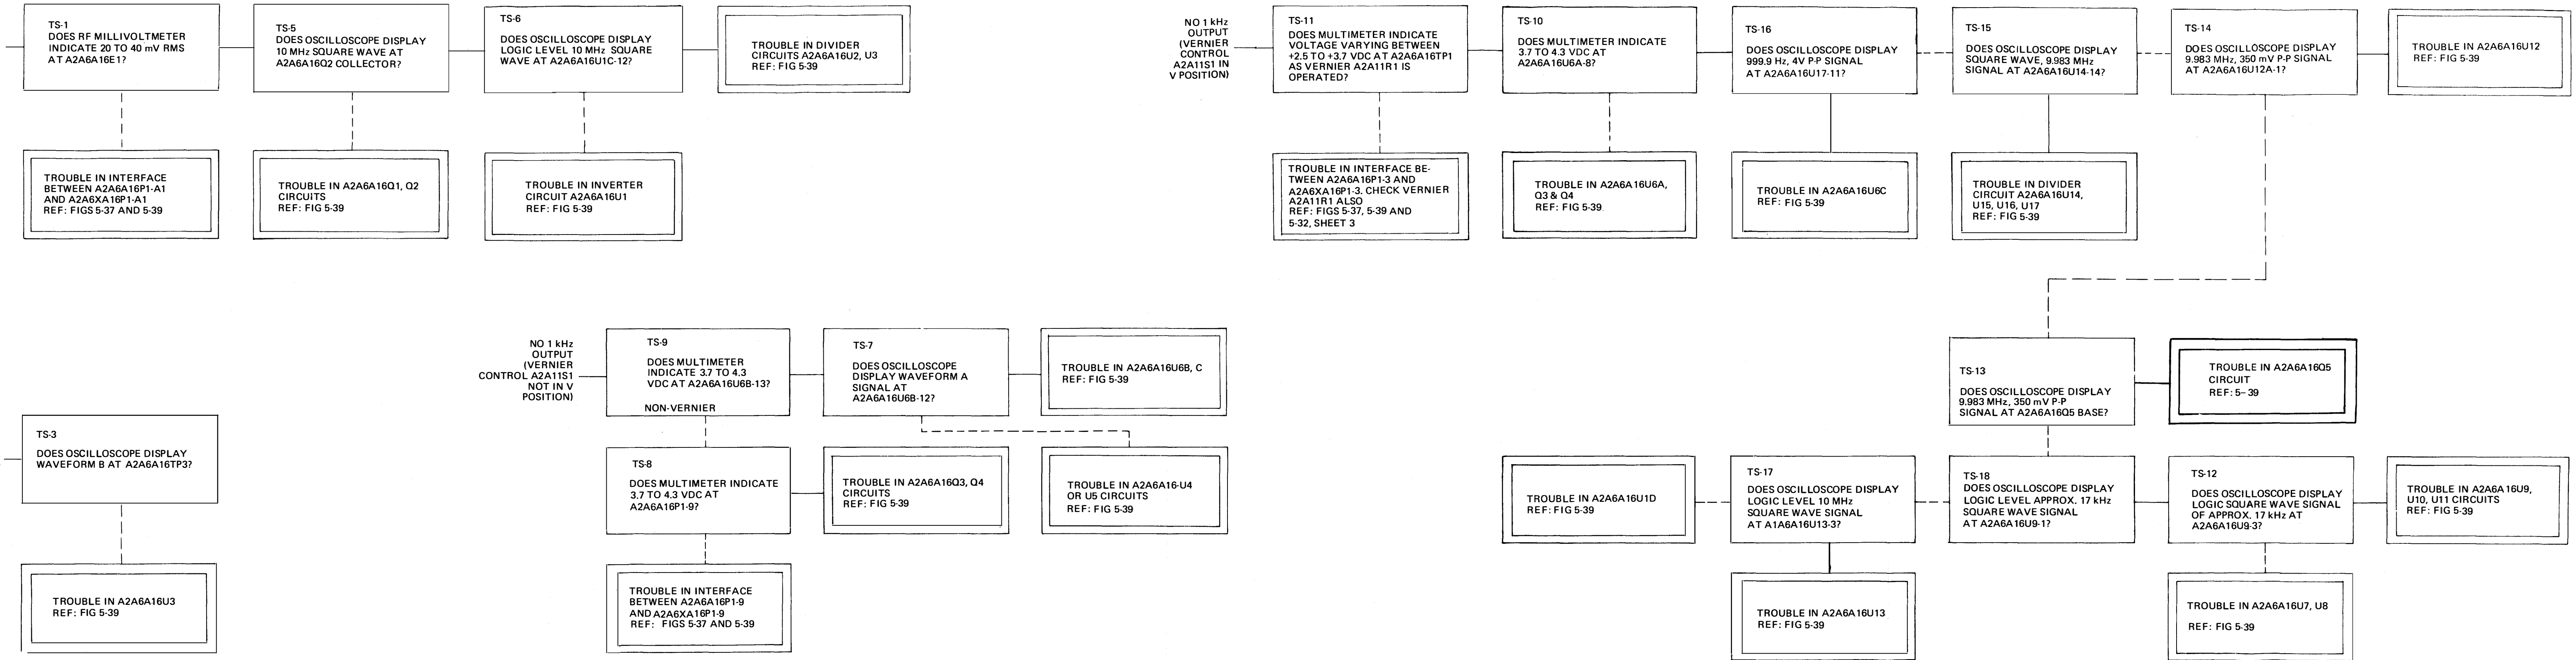 TS-1
DOES RF MILLIVOLTMETER
INDICATE 20 TO 40 mV RMS
AT A2A6A16E1?
TS-5
DOES OSCILLOSCOPE DISPLAY
10 MHz SQUARE WAVE AT
A2A6A16Q2 COLLECTOR?
TS-6
DOES OSCILLOSCOPE DISPLAY
LOGIC LEVEL 10 MHz SQUARE
WAVE AT A2A6A16U1C-12?
TROUBLE IN DIVIDER
CIRCUITS A2A6A16U2, U3
REF: FIG 5-39
TROUBLE IN INTERFACE
BETWEEN A2A6A16P1-A1
AND A2A6XA16P1-A1
REF: FIGS 5-37 AND 5-39
TROUBLE IN A2A6A16Q1, Q2
CIRCUITS
REF: FIG 5-39
TROUBLE IN INVERTER
CIRCUIT A2A6A16U1
REF: FIG 5-39
NO 1 kHz
OUTPUT
(VERNIER
CONTROL
A2A11S1 IN
V POSITION)
TS-11
DOES MULTIMETER INDICATE
VOLTAGE VARYING BETWEEN
+2.5 TO +3.7 VDC AT A2A6A16TP1
AS VERNIER A2A11R1 IS
OPERATED?
TS-10
DOES MULTIMETER INDICATE
3.7 TO 4.3 VDC AT
A2A6A16U6A-8?
TS-16
DOES OSCILLOSCOPE DISPLAY
999.9 Hz, 4V P-P SIGNAL
AT A2A6A16U17-11?
TS-15
DOES OSCILLOSCOPE DISPLAY
SQUARE WAVE, 9.983 MHz
SIGNAL AT A2A6A16U14-14?
TS-14
DOES OSCILLOSCOPE DISPLAY
9.983 MHz, 350 mV P-P SIGNAL
AT A2A6A16U12A-1?
TROUBLE IN A2A6A16U12
REF: FIG 5-39
TROUBLE IN INTERFACE BE-
TWEEN A2A6A16P1-3 AND
A2A6XA16P1-3. CHECK VERNIER
A2A11R1 ALSO
REF: FIGS 5-37, 5-39 AND
5-32, SHEET 3
TROUBLE IN A2A6A16U6A,
Q3 & Q4
REF: FIG 5-39.
TROUBLE IN A2A6A16U6C
REF: FIG 5-39
TROUBLE IN DIVIDER
CIRCUIT A2A6A16U14,
U15, U16, U17
REF: FIG 5-39
NO 1 kHz
OUTPUT
(VERNIER
CONTROL A2A11S1
NOT IN V
POSITION)
TS-9
DOES MULTIMETER
INDICATE 3.7 TO 4.3
VDC AT A2A6A16U6B-13?
NON-VERNIER
TS-7
DOES OSCILLOSCOPE
DISPLAY WAVEFORM A
SIGNAL AT
A2A6A16U6B-12?
TROUBLE IN A2A6A16U6B, C
REF: FIG 5-39
TS-13
DOES OSCILLOSCOPE DISPLAY
9.983 MHz, 350 mV P-P
SIGNAL AT A2A6A16Q5 BASE?
TROUBLE IN A2A6A16Q5
CIRCUIT
REF: 5-39
TS-3
DOES OSCILLOSCOPE DISPLAY
WAVEFORM B AT A2A6A16TP3?
TS-8
DOES MULTIMETER INDICATE
3.7 TO 4.3 VDC AT
A2A6A16P1-9?
TROUBLE IN A2A6A16Q3, Q4
CIRCUITS
REF: FIG 5-39
TROUBLE IN A2A6A16-U4
OR U5 CIRCUITS
REF: FIG 5-39
TROUBLE IN A2A6A16U1D
REF: FIG 5-39
TS-17
DOES OSCILLOSCOPE DISPLAY
LOGIC LEVEL 10 MHz
SQUARE WAVE SIGNAL
AT A1A6A16U13-3?
TS-18
DOES OSCILLOSCOPE DISPLAY
LOGIC LEVEL APPROX. 17 kHz
SQUARE WAVE SIGNAL
AT A2A6A16U9-1?
TS-12
DOES OSCILLOSCOPE DISPLAY
LOGIC SQUARE WAVE SIGNAL
OF APPROX. 17 kHz AT
A2A6A16U9-3?
TROUBLE IN A2A6A16U9,
U10, U11 CIRCUITS
REF: FIG 5-39
TROUBLE IN A2A6A16U3
REF: FIG 5-39
TROUBLE IN INTERFACE
BETWEEN A2A6A16P1-9
AND A2A6XA16P1-9
REF: FIGS 5-37 AND 5-39
TROUBLE IN A2A6A16U13
REF: FIG 5-39
TROUBLE IN A2A6A16U7, U8
REF: FIG 5-39